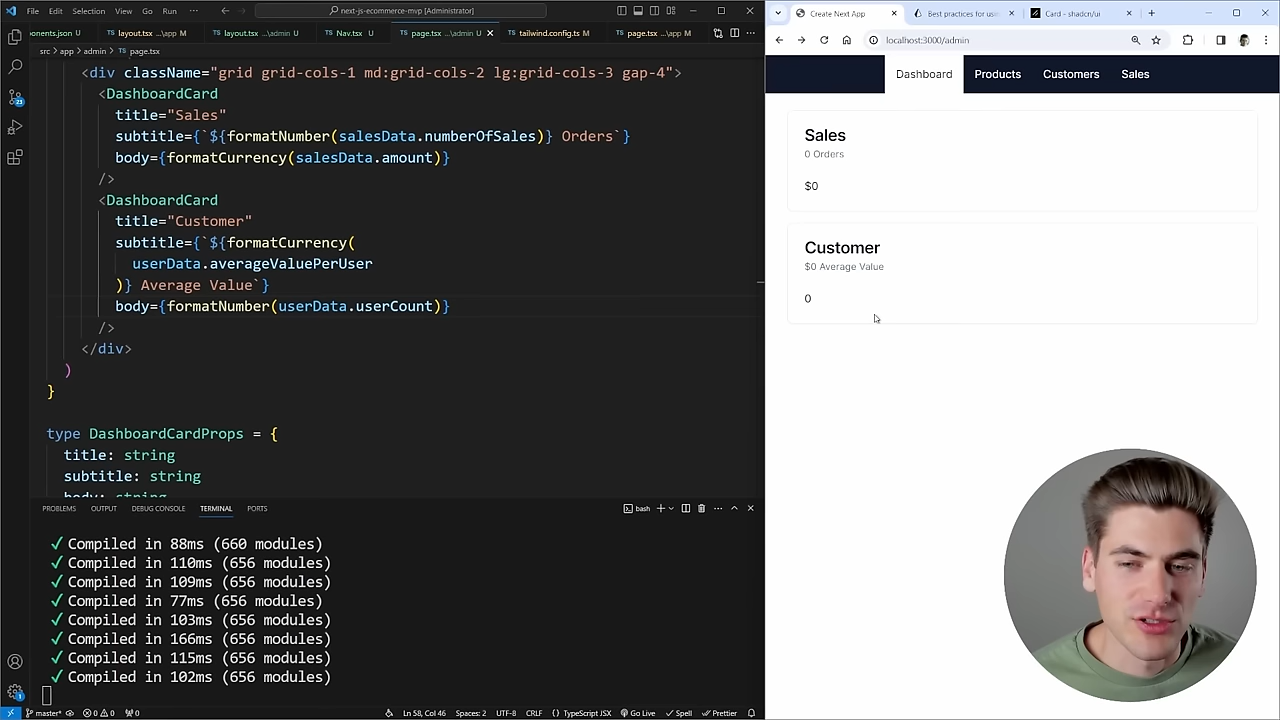 File Edit Selection View Go Run ··· next-js-ecommerce-mvp [Administrator]
ponents.json U layout.tsx ...\app M layout.tsx ...\admin U Nav.tsx U page.tsx ...\admin U tailwind.config.ts M page.tsx ...\app M
src > app > admin > page.tsx
<div className="grid grid-cols-1 md:grid-cols-2 lg:grid-cols-3 gap-4">
<DashboardCard
title="Sales"
subtitle={`${formatNumber(salesData.numberOfSales)} Orders`}
body={formatCurrency(salesData.amount)}
/>
<DashboardCard
title="Customer"
subtitle={`${formatCurrency(
userData.averageValuePerUser
)} Average Value`}
body={formatNumber(userData.userCount)}
/>
</div>
)
}
type DashboardCardProps = {
title: string
subtitle: string
body: string
PROBLEMS OUTPUT DEBUG CONSOLE TERMINAL PORTS bash
✓ Compiled in 88ms (660 modules)
✓ Compiled in 110ms (656 modules)
✓ Compiled in 109ms (656 modules)
✓ Compiled in 77ms (656 modules)
✓ Compiled in 103ms (656 modules)
✓ Compiled in 166ms (656 modules)
✓ Compiled in 115ms (656 modules)
✓ Compiled in 102ms (656 modules)
master* 0 0 0 Ln 58, Col 46 Spaces: 2 UTF-8 CRLF {} TypeScript JSX Go Live Spell Prettier
Create Next App Best practices for usin Card – shadcn/ui
localhost:3000/admin
Dashboard Products Customers Sales
Sales
0 Orders
$0
Customer
$0 Average Value
0